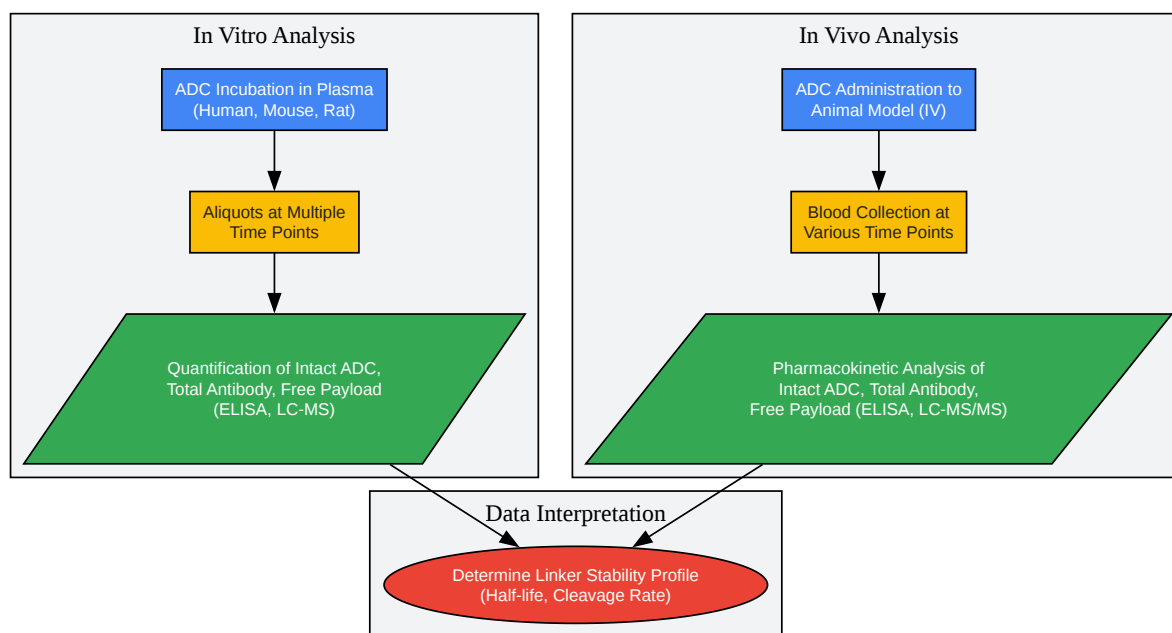 In Vitro Analysis
ADC Incubation in Plasma
(Human, Mouse, Rat)
Aliquots at Multiple
Time Points
Quantification of Intact ADC,
Total Antibody, Free Payload
(ELISA, LC-MS)
In Vivo Analysis
ADC Administration to
Animal Model (IV)
Blood Collection at
Various Time Points
Pharmacokinetic Analysis of
Intact ADC, Total Antibody,
Free Payload (ELISA, LC-MS/MS)
Data Interpretation
Determine Linker Stability Profile
(Half-life, Cleavage Rate)